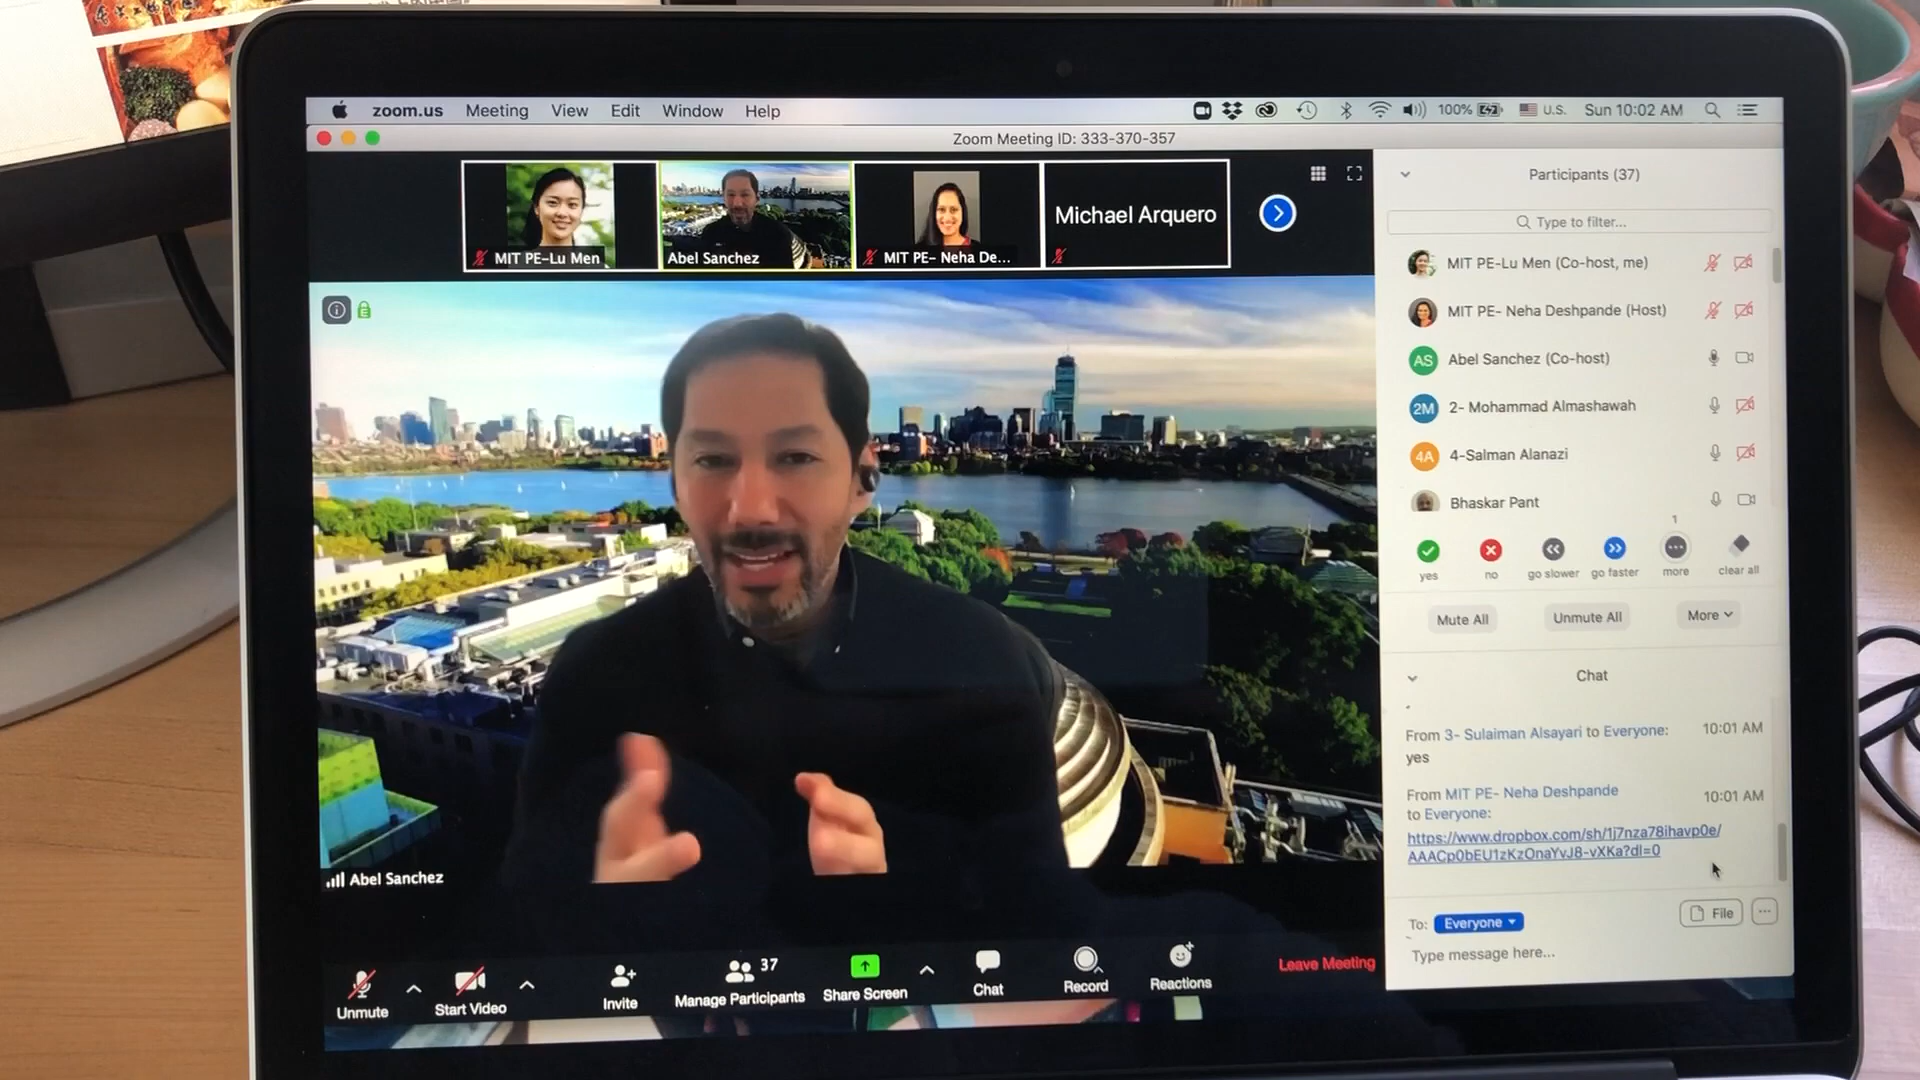 zoom.us Meeting View Edit Window Help
100% U.S. Sun 10:02 AM
Zoom Meeting ID: 333-370-357
MIT PE-Lu Men
Abel Sanchez
MIT PE- Neha De...
Michael Arquero
Participants (37)
Type to filter...
MIT PE-Lu Men (Co-host, me)
MIT PE- Neha Deshpande (Host)
AS Abel Sanchez (Co-host)
2M 2- Mohammad Almashawah
4A 4-Salman Alanazi
Bhaskar Pant
1
yes no go slower go faster more clear all
Mute All Unmute All More
Chat
From 3- Sulaiman Alsayari to Everyone: 10:01 AM
yes
From MIT PE- Neha Deshpande 10:01 AM
to Everyone:
https://www.dropbox.com/sh/1j7nza78ihavp0e/
AAACp0bEU1zKzOnaYvJ8-vXKa?dl=0
To: Everyone File
Type message here...
Abel Sanchez
Unmute Start Video Invite Manage Participants 37 Share Screen Chat Record Reactions Leave Meeting